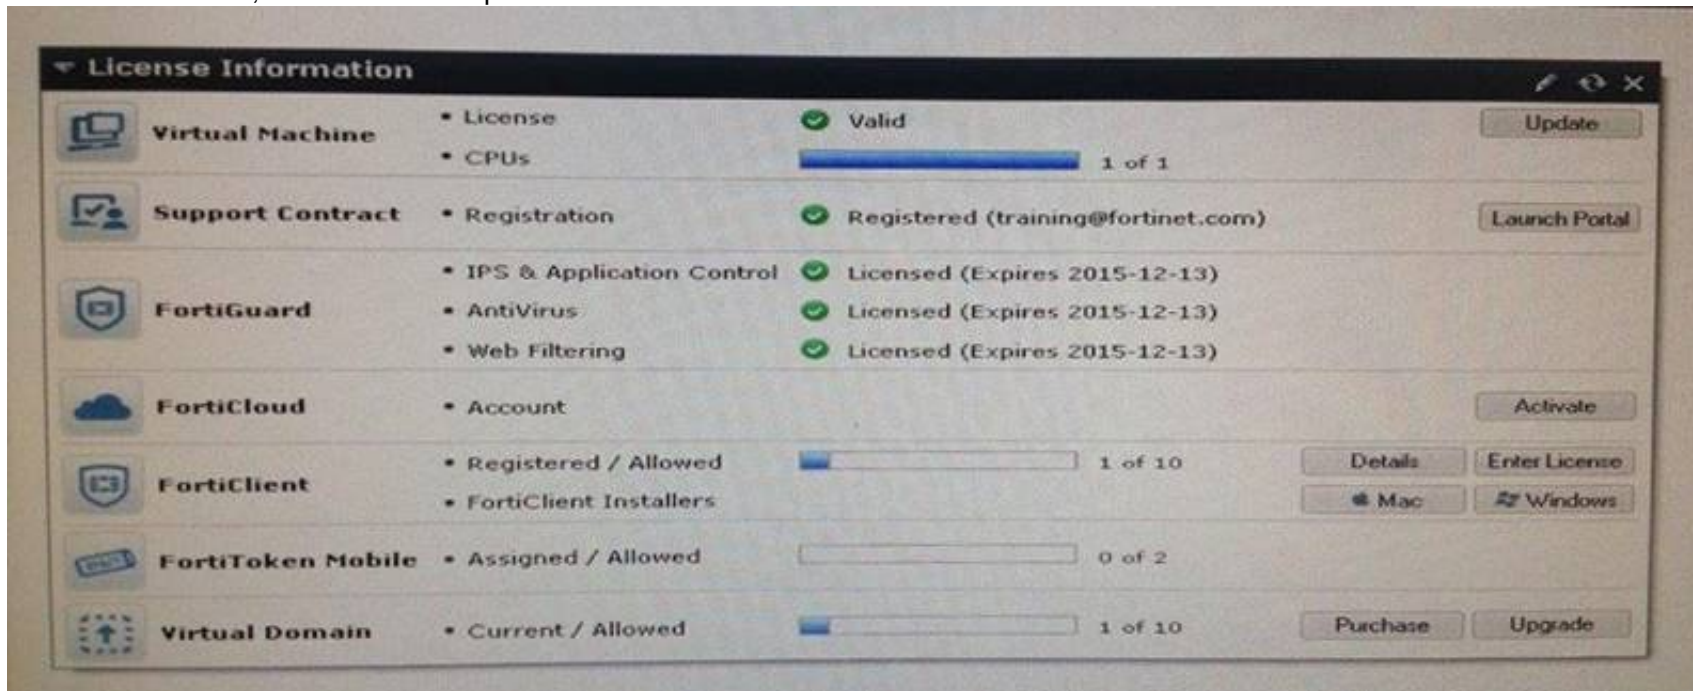 License Information
Virtual Machine • License Valid Update
• CPUs 1 of 1
Support Contract • Registration Registered (training@fortinet.com) Launch Portal
• IPS & Application Control Licensed (Expires 2015-12-13)
FortiGuard • AntiVirus Licensed (Expires 2015-12-13)
• Web Filtering Licensed (Expires 2015-12-13)
FortiCloud • Account Activate
• Registered / Allowed 1 of 10 Details Enter License
FortiClient
• FortiClient Installers Mac Windows
FortiToken Mobile • Assigned / Allowed 0 of 2
Virtual Domain • Current / Allowed 1 of 10 Purchase Upgrade